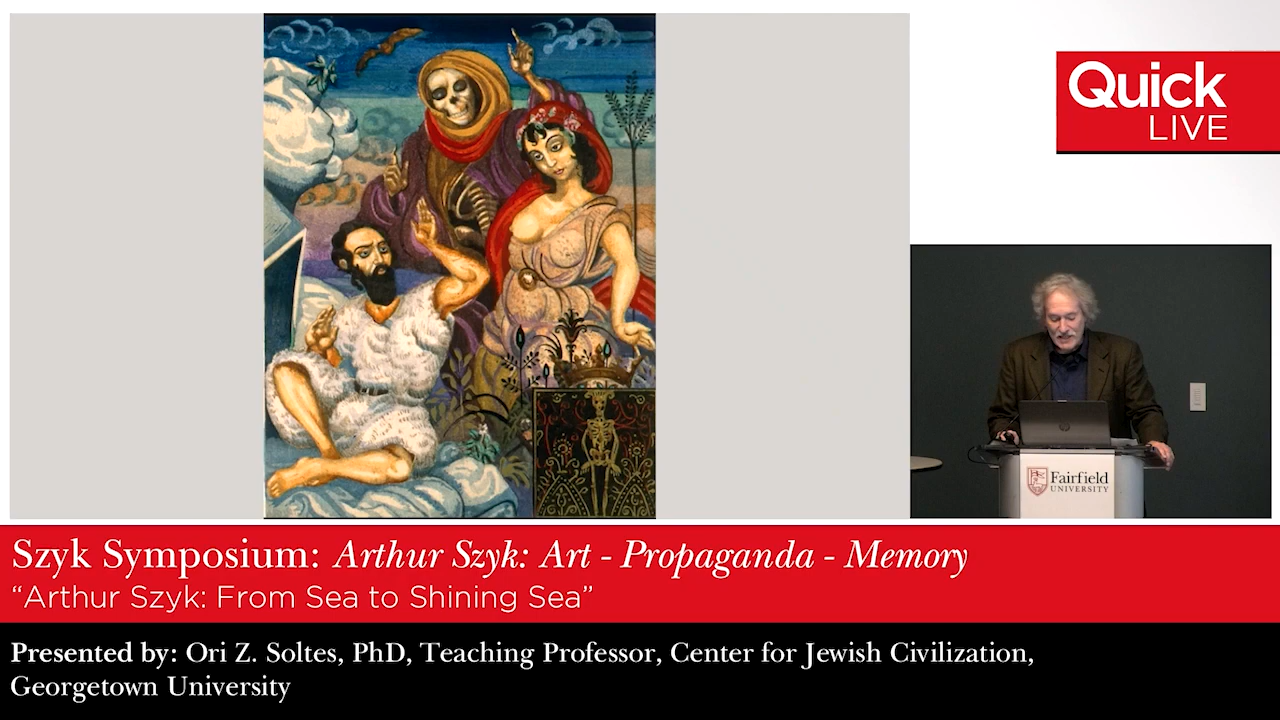 Quick
LIVE
Fairfield
UNIVERSITY
Szyk Symposium: Arthur Szyk: Art - Propaganda - Memory
“Arthur Szyk: From Sea to Shining Sea”
Presented by: Ori Z. Soltes, PhD, Teaching Professor, Center for Jewish Civilization,
Georgetown University